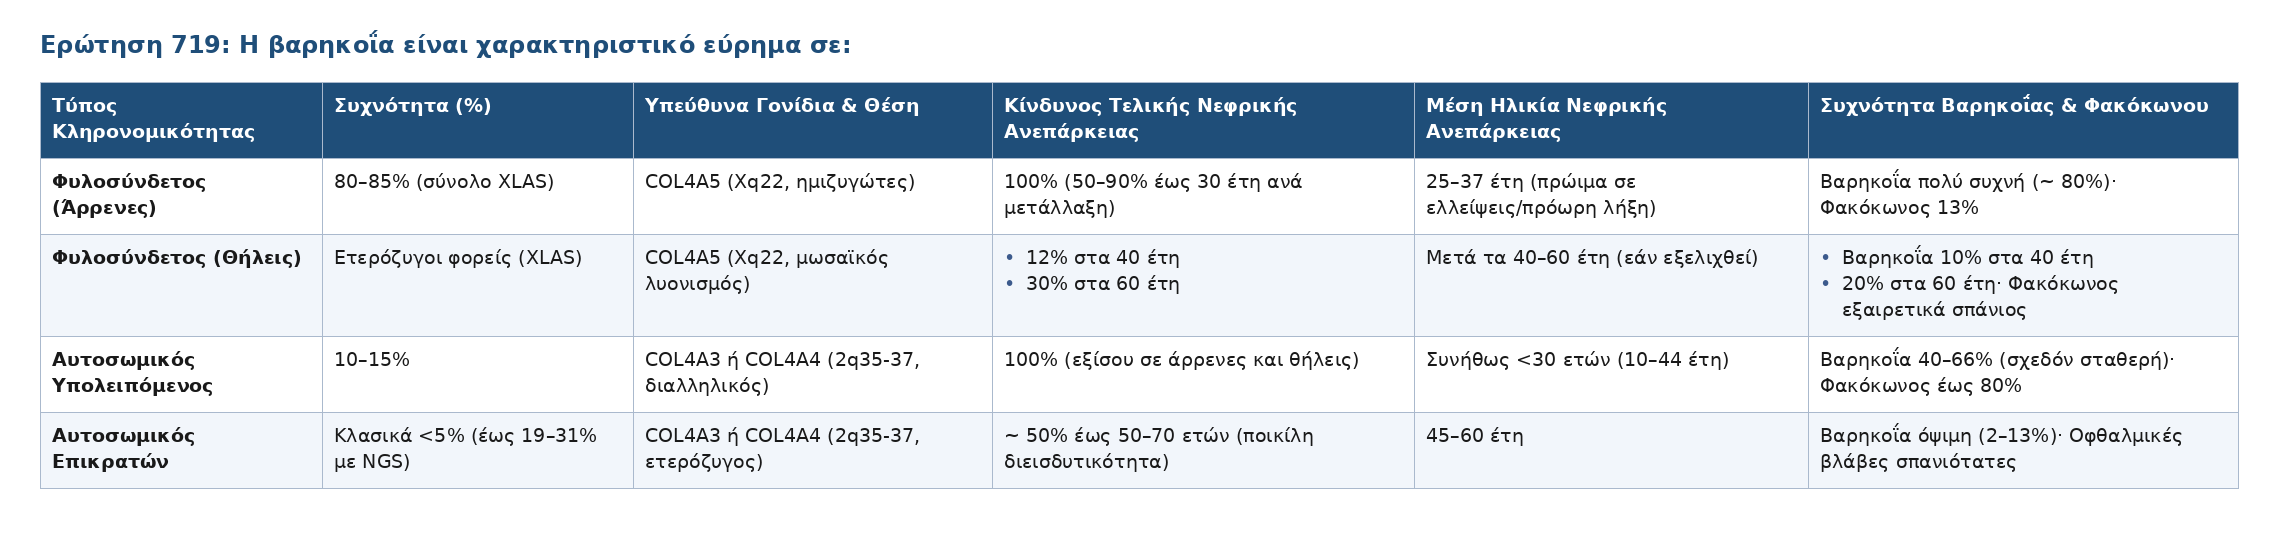 Ερώτηση 719: Η βαρηκοΐα είναι χαρακτηριστικό εύρημα σε:
Τύπος
Κληρονομικότητας
Συχνότητα (%)
Υπεύθυνα Γονίδια & Θέση
Κίνδυνος Τελικής Νεφρικής
Ανεπάρκειας
Μέση Ηλικία Νεφρικής
Ανεπάρκειας
Συχνότητα Βαρηκοΐας & Φακόκωνου
Φυλοσύνδετος
(Άρρενες)
80–85% (σύνολο XLAS)
COL4A5 (Xq22, ημιζυγώτες)
100% (50–90% έως 30 έτη ανά
μετάλλαξη)
25–37 έτη (πρώιμα σε
ελλείψεις/πρόωρη λήξη)
Βαρηκοΐα πολύ συχνή (~ 80%)·
Φακόκωνος 13%
Φυλοσύνδετος (Θήλεις)
Ετερόζυγοι φορείς (XLAS)
COL4A5 (Xq22, μωσαϊκός
λυονισμός)
• 12% στα 40 έτη
• 30% στα 60 έτη
Μετά τα 40–60 έτη (εάν εξελιχθεί)
• Βαρηκοΐα 10% στα 40 έτη
• 20% στα 60 έτη· Φακόκωνος
εξαιρετικά σπάνιος
Αυτοσωμικός
Υπολειπόμενος
10–15%
COL4A3 ή COL4A4 (2q35-37,
διαλληλικός)
100% (εξίσου σε άρρενες και θήλεις)
Συνήθως <30 ετών (10–44 έτη)
Βαρηκοΐα 40–66% (σχεδόν σταθερή)·
Φακόκωνος έως 80%
Αυτοσωμικός
Επικρατών
Κλασικά <5% (έως 19–31%
με NGS)
COL4A3 ή COL4A4 (2q35-37,
ετερόζυγος)
~ 50% έως 50–70 ετών (ποικίλη
διεισδυτικότητα)
45–60 έτη
Βαρηκοΐα όψιμη (2–13%)· Οφθαλμικές
βλάβες σπανιότατες